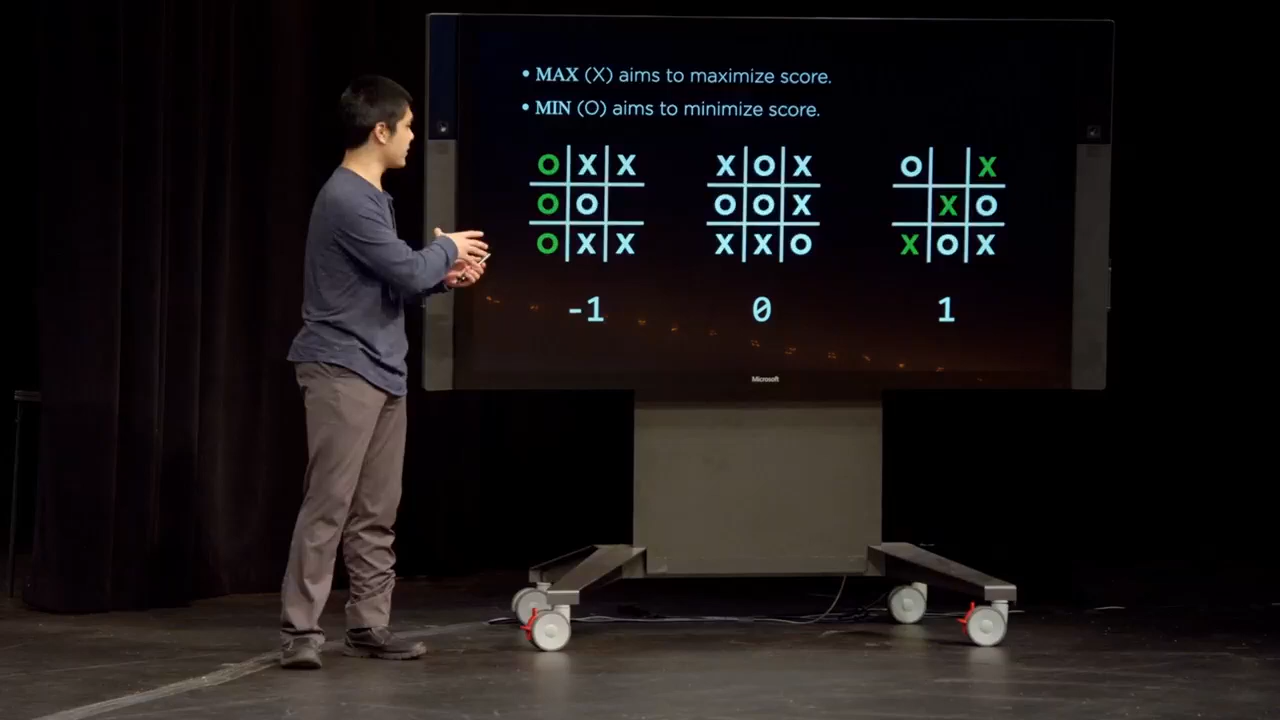 • MAX (X) aims to maximize score.
• MIN (O) aims to minimize score.
O X X X O X O X
O O O O X X O
O X X X X O X O X
-1 0 1
Microsoft